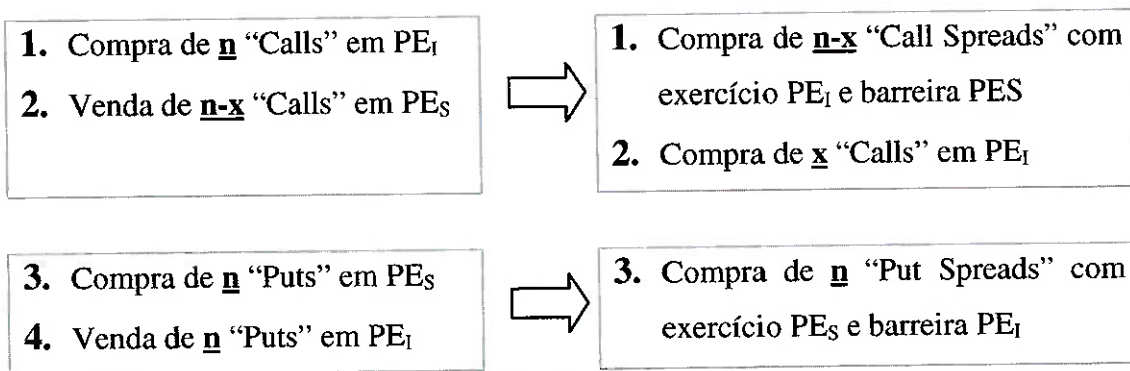 1. Compra de n "Calls" em PEI
2. Venda de n-x "Calls" em PES
1. Compra de n-x "Call Spreads" com
exercício PEI e barreira PES
2. Compra de x "Calls" em PEI
3. Compra de n "Puts" em PES
4. Venda de n "Puts" em PEI
3. Compra de n "Put Spreads" com
exercício PES e barreira PEI